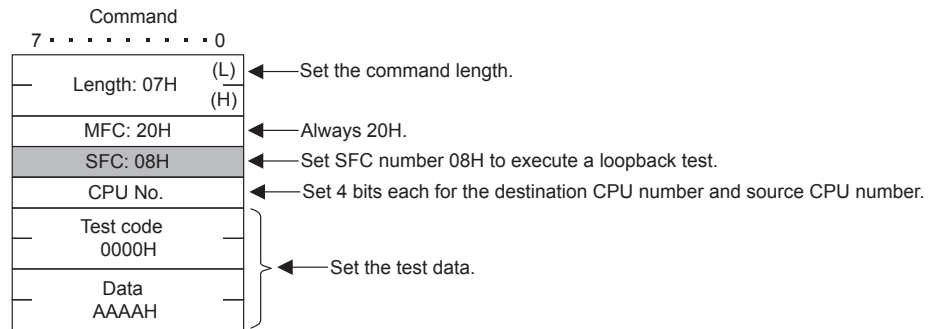 Command
7 0
Length: 07H (L) Set the command length.
(H)
MFC: 20H Always 20H.
SFC: 08H Set SFC number 08H to execute a loopback test.
CPU No. Set 4 bits each for the destination CPU number and source CPU number.
Test code
0000H
Set the test data.
Data
AAAAH